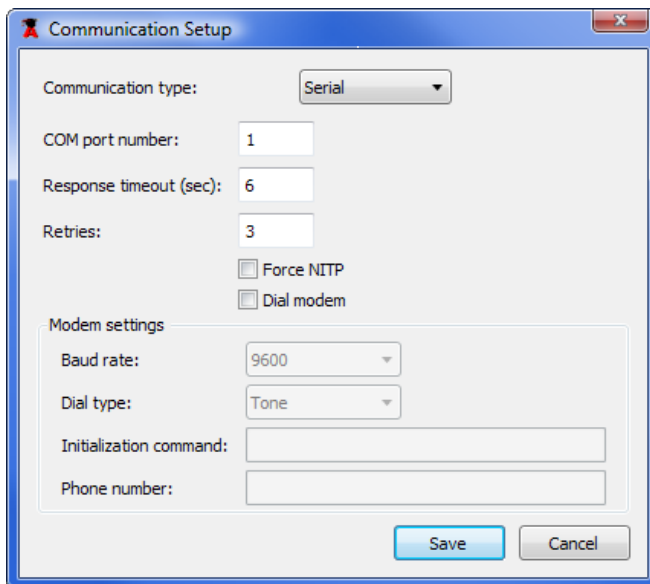 Communication Setup
Communication type: Serial
COM port number: 1
Response timeout (sec): 6
Retries: 3
Force NITP
Dial modem
Modem settings
Baud rate: 9600
Dial type: Tone
Initialization command:
Phone number:
Save Cancel